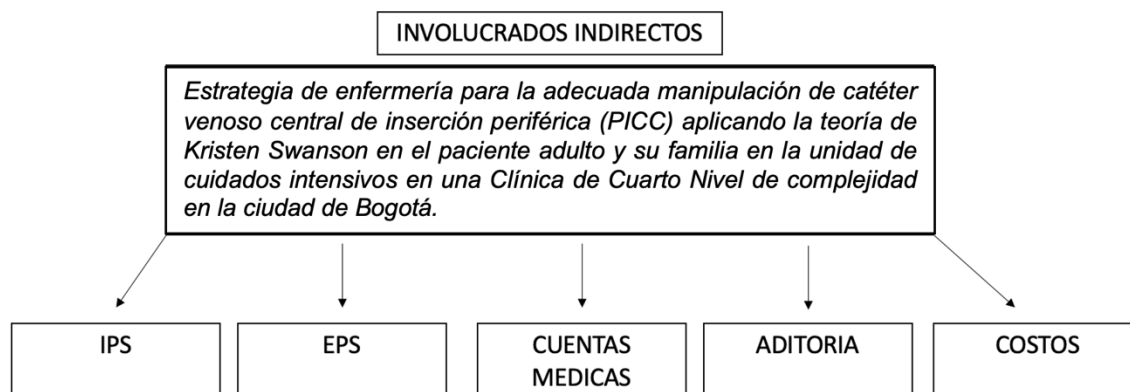 INVOLUCRADOS INDIRECTOS
Estrategia de enfermería para la adecuada manipulación de catéter
venoso central de inserción periférica (PICC) aplicando la teoría de
Kristen Swanson en el paciente adulto y su familia en la unidad de
cuidados intensivos en una Clínica de Cuarto Nivel de complejidad
en la ciudad de Bogotá.
IPS
EPS
CUENTAS
MEDICAS
ADITORIA
COSTOS